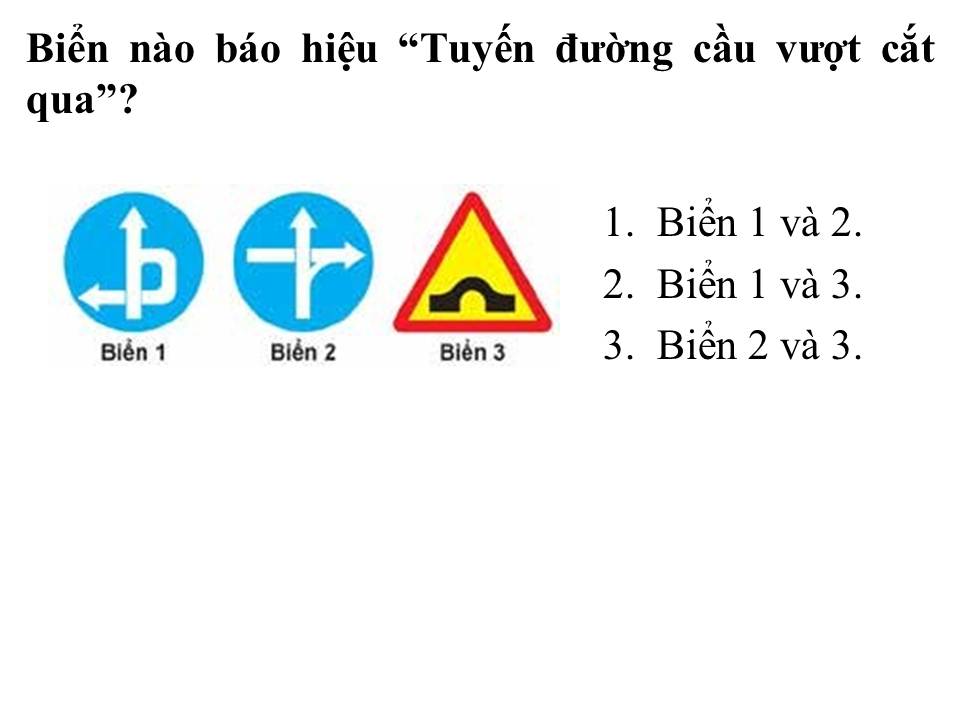 Biển nào báo hiệu “Tuyến đường cầu vượt cắt
qua”?
1. Biển 1 và 2.
2. Biển 1 và 3.
3. Biển 2 và 3.
Biển 1
Biển 2
Biển 3